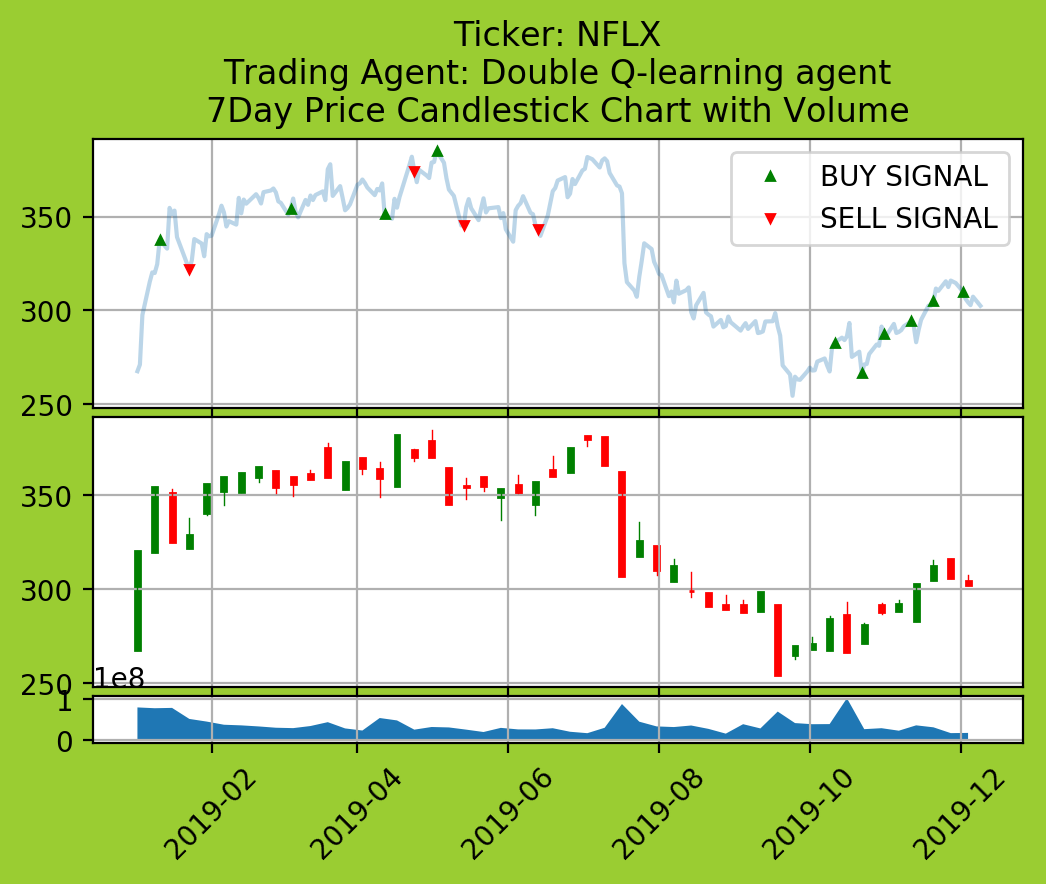 Ticker: NFLX
Trading Agent: Double Q-learning agent
7Day Price Candlestick Chart with Volume
BUY SIGNAL
SELL SIGNAL
350
300
250
350
300
250
1e8
1
0
2019-02
2019-04
2019-06
2019-08
2019-10
2019-12